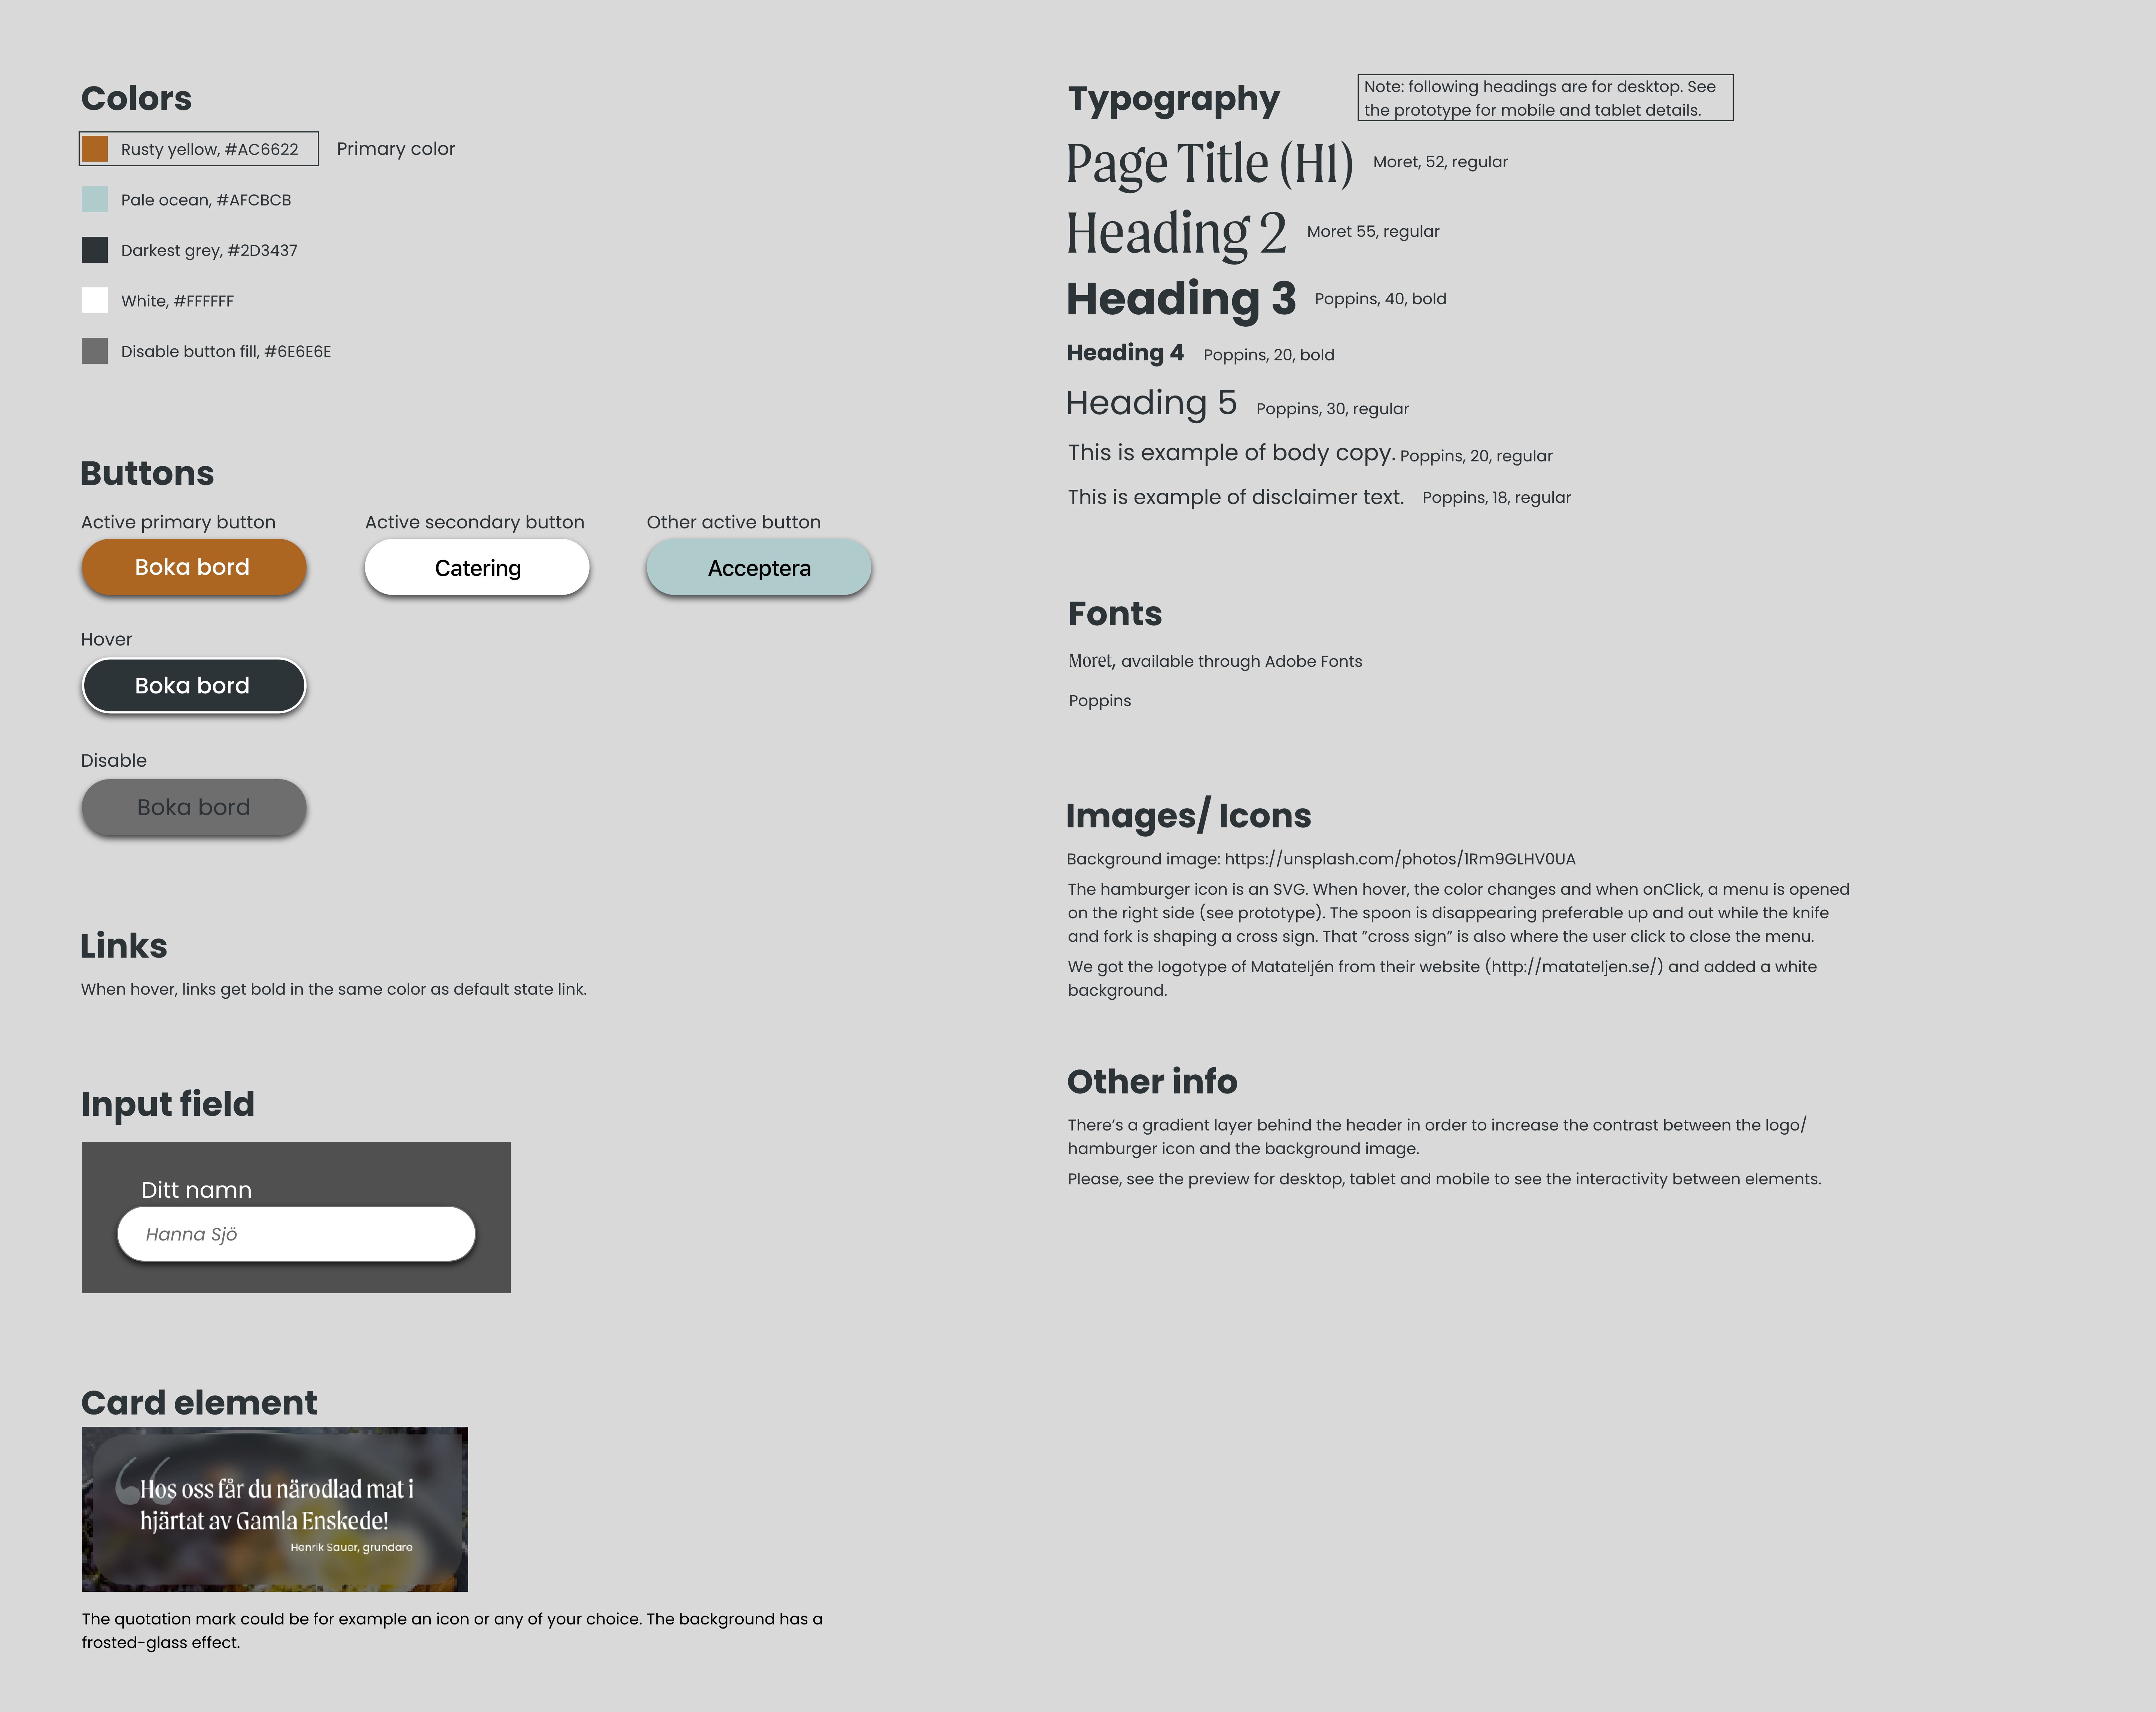 Colors
Rusty yellow, #AC6622
Primary color
Pale ocean, #AFCBCB
Darkest grey, #2D3437
White, #FFFFFF
Disable button fill, #6E6E6E
Buttons
Active primary button
Boka bord
Active secondary button
Catering
Other active button
Acceptera
Hover
Boka bord
Disable
Boka bord
Links
When hover, links get bold in the same color as default state link.
Input field
Ditt namn
Hanna Sjö
Card element
“
Hos oss får du närodlad mat i
hjärtat av Gamla Enskede!
Henrik Sauer, grundare
The quotation mark could be for example an icon or any of your choice. The background has a
frosted-glass effect.
Typography
Note: following headings are for desktop. See
the prototype for mobile and tablet details.
Page Title (H1)
Moret, 52, regular
Heading 2
Moret 55, regular
Heading 3
Poppins, 40, bold
Heading 4
Poppins, 20, bold
Heading 5
Poppins, 30, regular
This is example of body copy.
Poppins, 20, regular
This is example of disclaimer text.
Poppins, 18, regular
Fonts
Moret, available through Adobe Fonts
Poppins
Images/ Icons
Background image: https://unsplash.com/photos/1Rm9GLHV0UA
The hamburger icon is an SVG. When hover, the color changes and when onClick, a menu is opened
on the right side (see prototype). The spoon is disappearing preferable up and out while the knife
and fork is shaping a cross sign. That ”cross sign” is also where the user click to close the menu.
We got the logotype of Matateljén from their website (http://matateljen.se/) and added a white
background.
Other info
There’s a gradient layer behind the header in order to increase the contrast between the logo/
hamburger icon and the background image.
Please, see the preview for desktop, tablet and mobile to see the interactivity between elements.